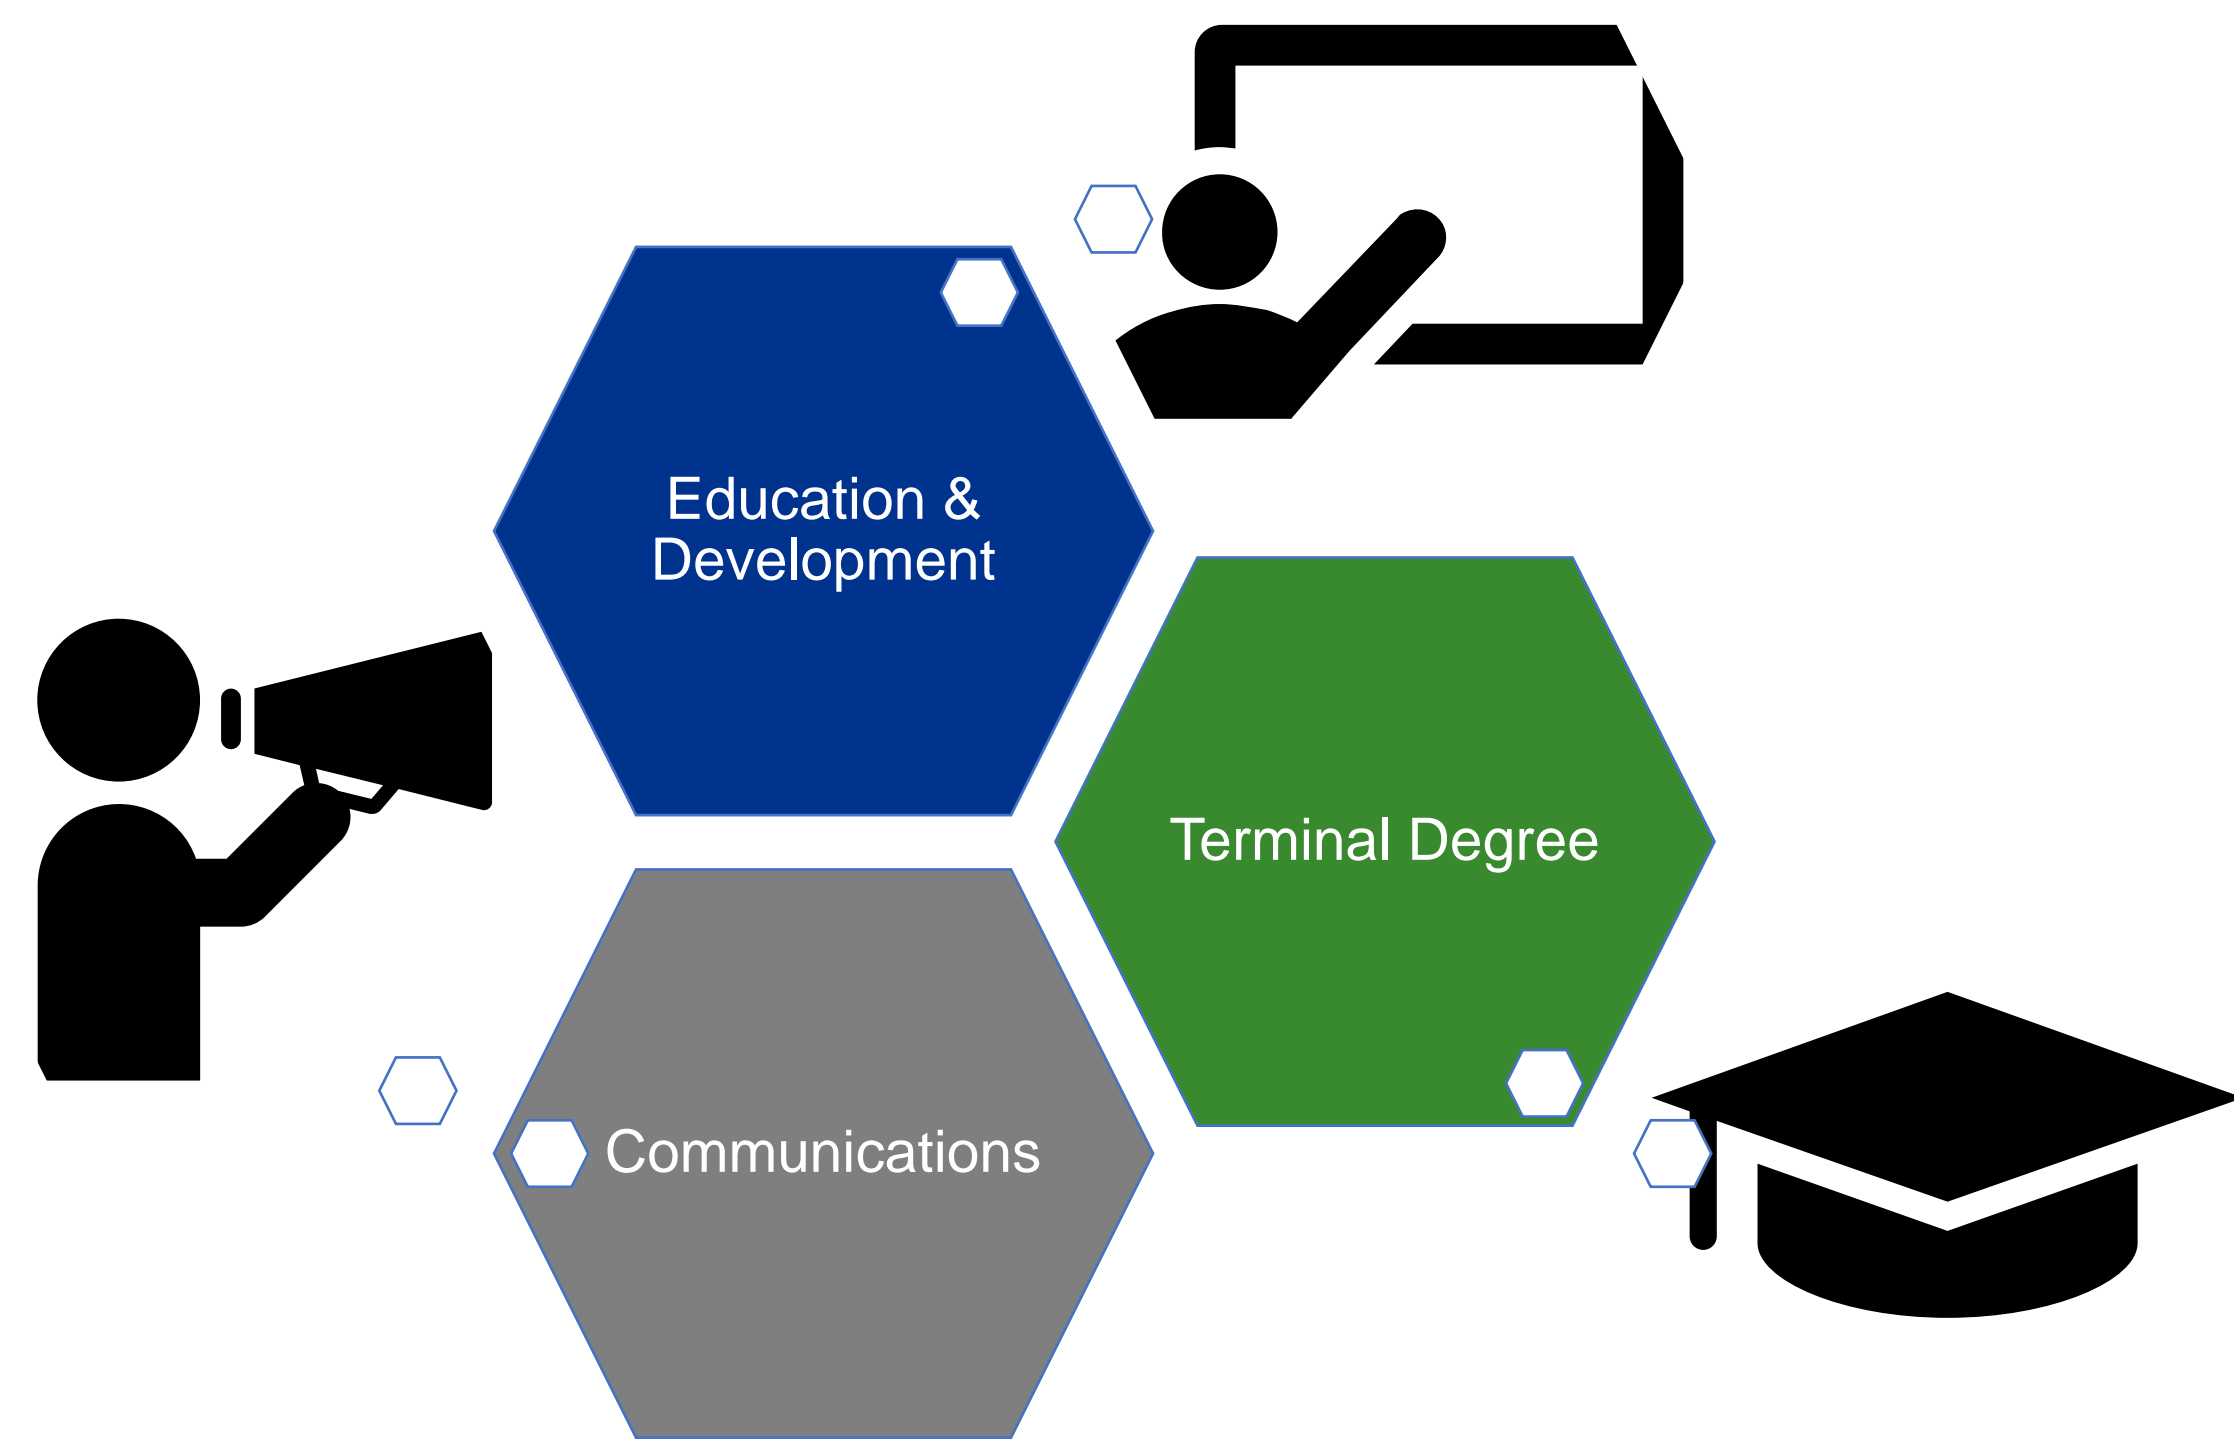 Education &
Development
Terminal Degree
Communications